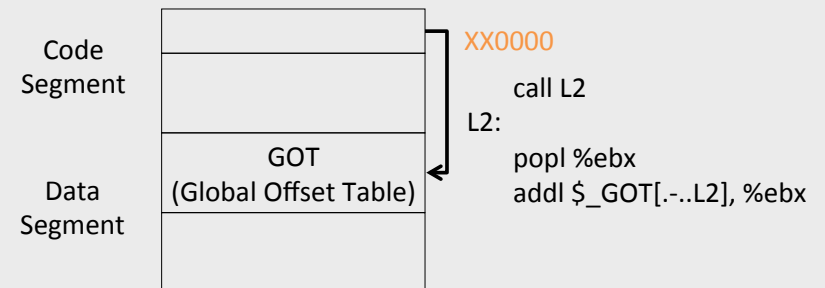 Code
Segment
GOT
(Global Offset Table)
Data
Segment
XX0000
call L2
L2:
popl %ebx
addl $_GOT[.-..L2], %ebx